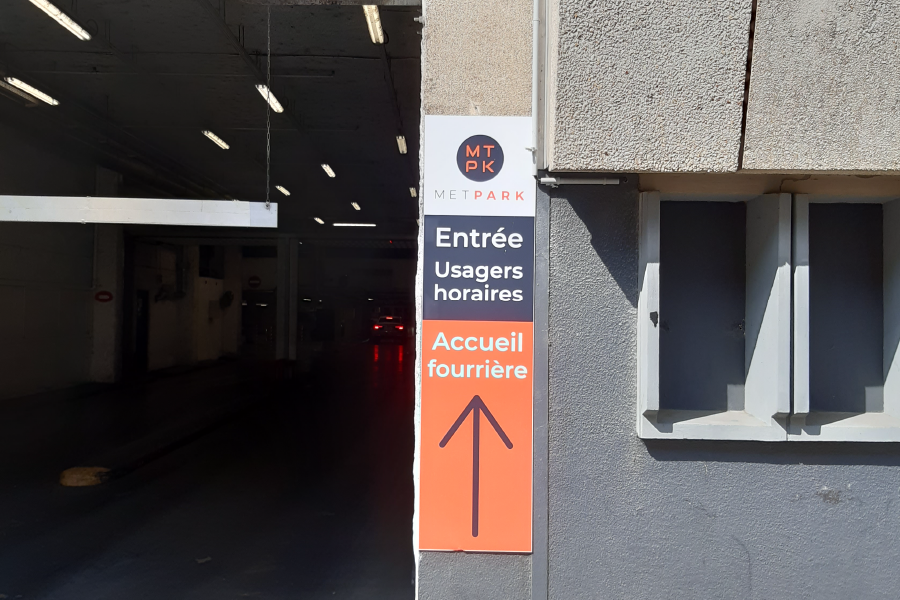 MT
PK
METPARK
Entrée
Usagers
horaires
Accueil
fourrière